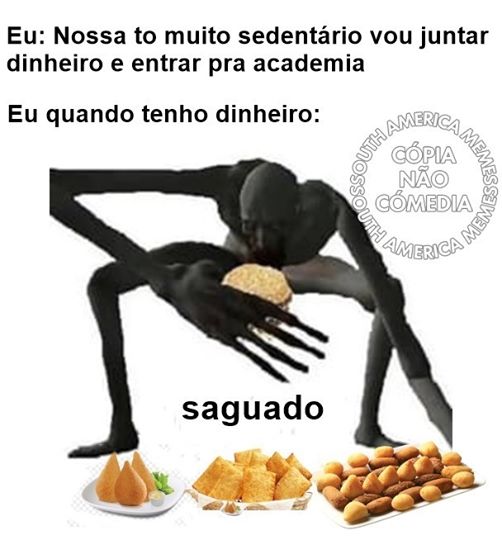 Eu: Nossa to muito sedentário vou juntar
dinheiro e entrar pra academia
Eu quando tenho dinheiro:
SOUTH AMERICA MEMES
CÓPIA
NÃO
CÓMEDIA
SOUTH AMERICA MEMES
saguado